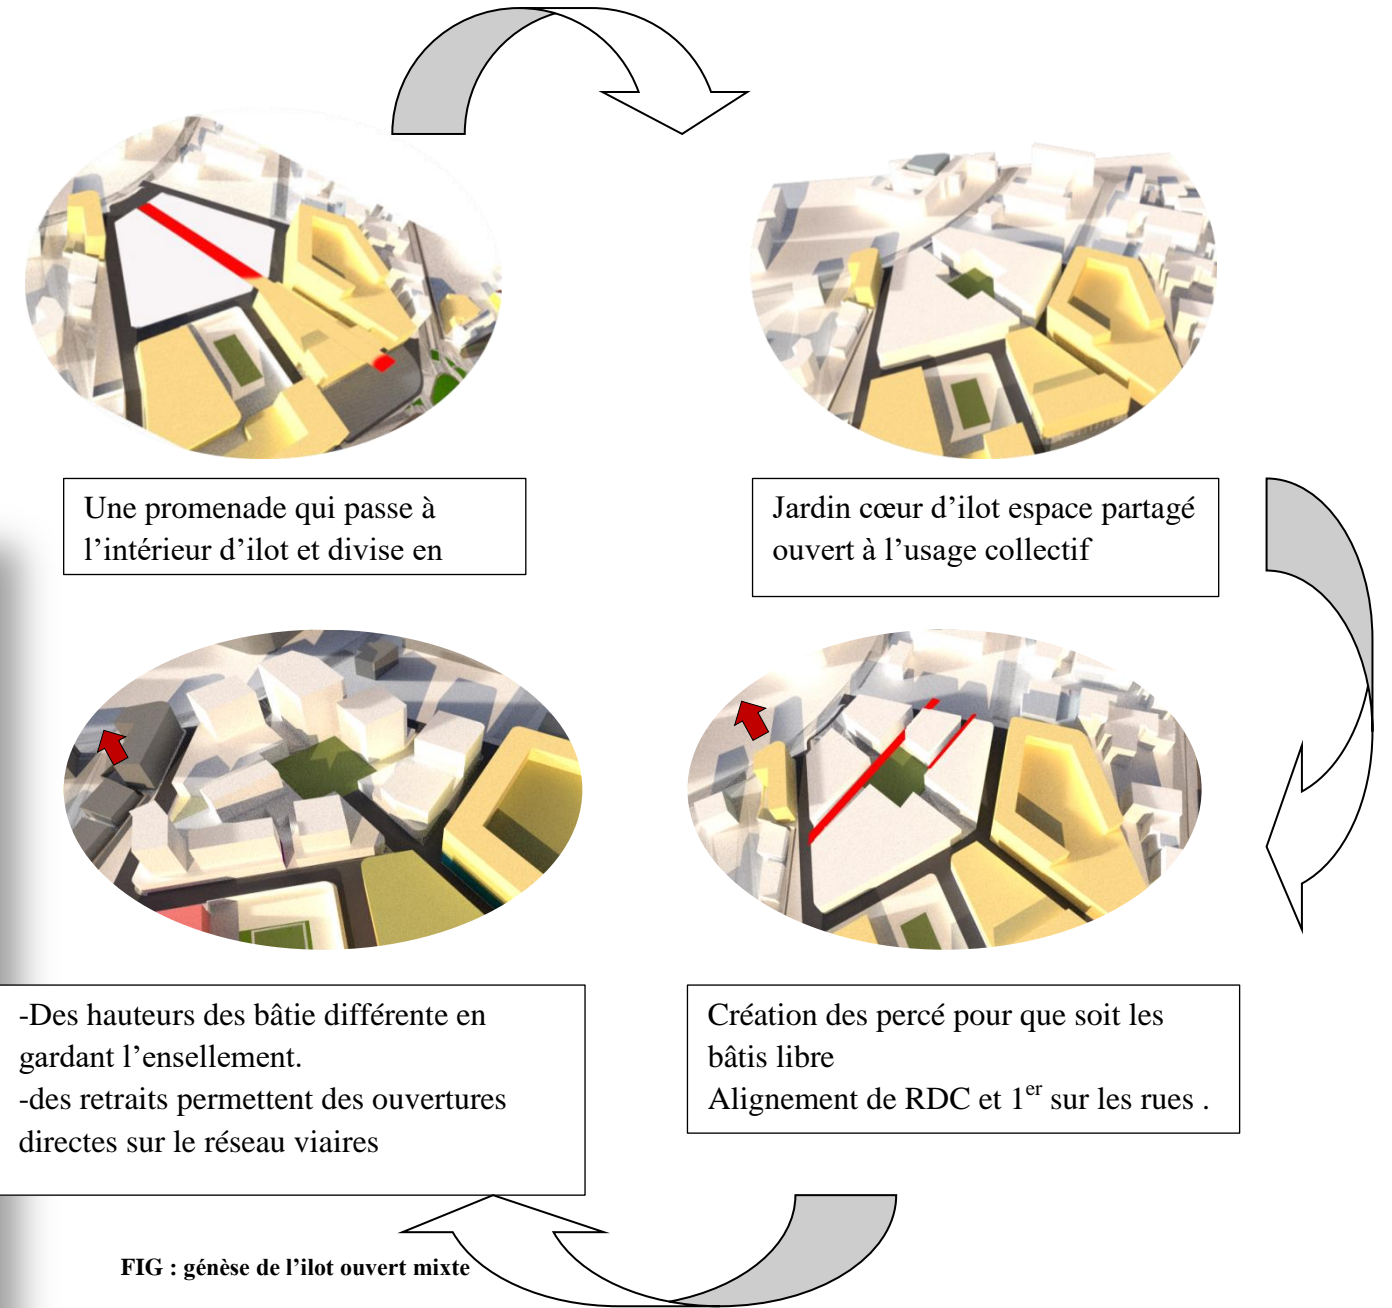 Une promenade qui passe à
l’intérieur d’ilot et divise en
Jardin cœur d’ilot espace partagé
ouvert à l’usage collectif
-Des hauteurs des bâtie différente en
gardant l’ensellement.
-des retraits permettent des ouvertures
directes sur le réseau viaires
Création des percé pour que soit les
bâtis libre
Alignement de RDC et 1er sur les rues .
FIG : génèse de l’ilot ouvert mixte